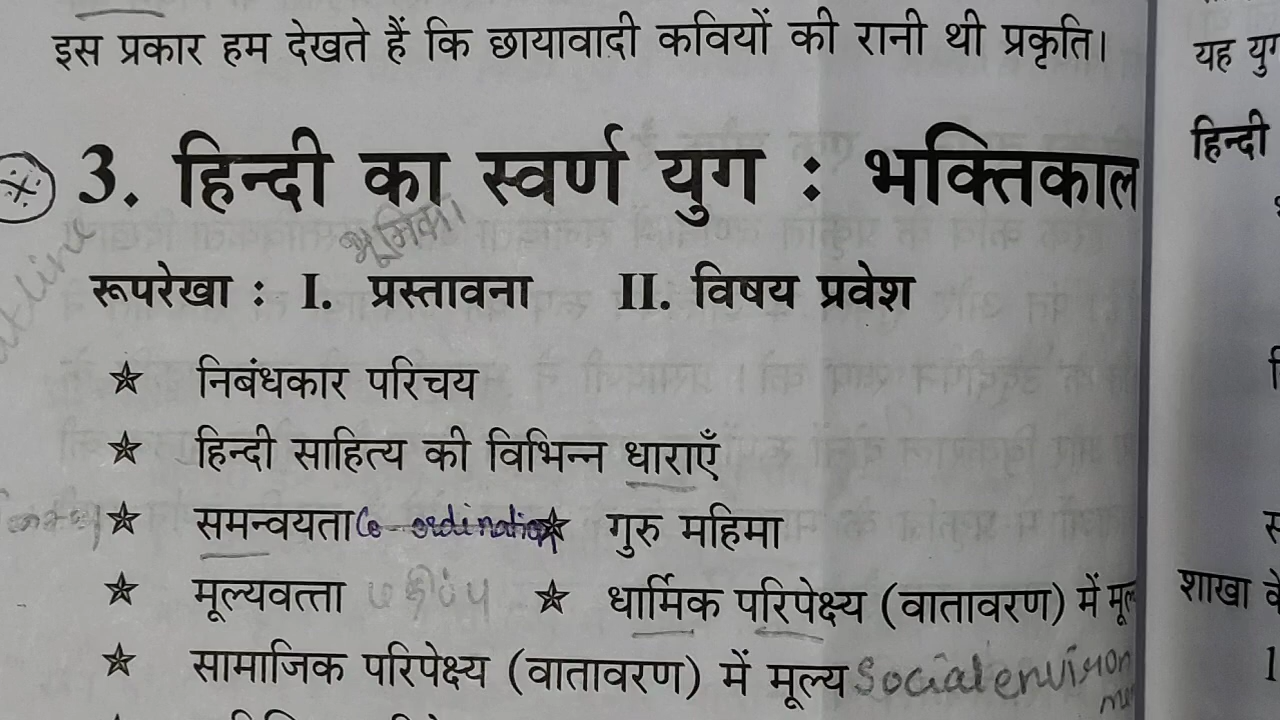 इस प्रकार हम देखते हैं कि छायावादी कवियों की रानी थी प्रकृति।
यह युग
3. हिन्दी का स्वर्ण युग : भक्तिकाल
हिन्दी
भूमिका
रूपरेखा : I. प्रस्तावना II. विषय प्रवेश
☆ निबंधकार परिचय
☆ हिन्दी साहित्य की विभिन्न धाराएँ
☆ समन्वयता Co-ordination ☆ गुरु महिमा
☆ मूल्यवत्ता ☆ धार्मिक परिपेक्ष्य (वातावरण) में
शाखा के
☆ सामाजिक परिपेक्ष्य (वातावरण) में मूल्य Social environ
1